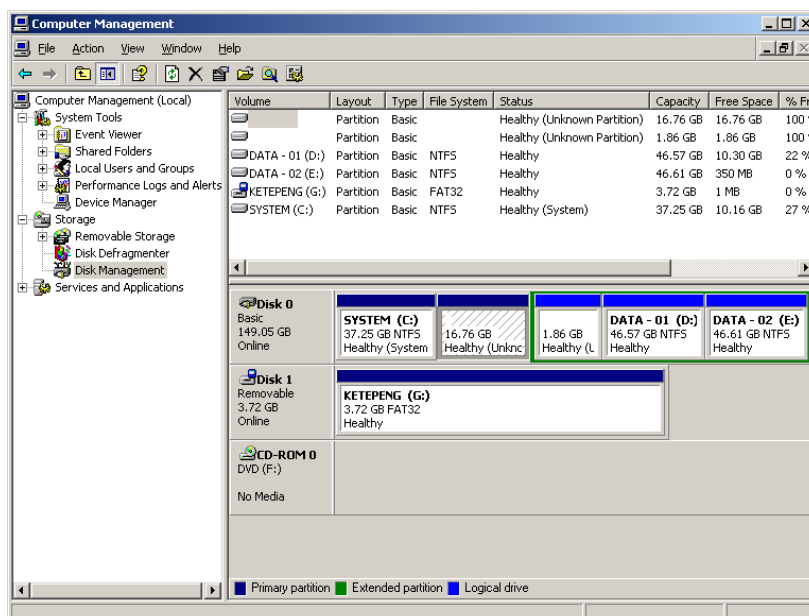 Computer Management
File Action View Window Help
Computer Management (Local)
System Tools
Event Viewer
Shared Folders
Local Users and Groups
Performance Logs and Alerts
Device Manager
Storage
Removable Storage
Disk Defragmenter
Disk Management
Services and Applications
Volume Layout Type File System Status Capacity Free Space % Fr
Partition Basic Healthy (Unknown Partition) 16.76 GB 16.76 GB 100
Partition Basic Healthy (Unknown Partition) 1.86 GB 1.86 GB 100
DATA - 01 (D:) Partition Basic NTFS Healthy 46.57 GB 10.30 GB 22 %
DATA - 02 (E:) Partition Basic NTFS Healthy 46.61 GB 350 MB 0 %
KETEPENG (G:) Partition Basic FAT32 Healthy 3.72 GB 1 MB 0 %
SYSTEM (C:) Partition Basic NTFS Healthy (System) 37.25 GB 10.16 GB 27 %
Disk 0
Basic
149.05 GB
Online
SYSTEM (C:)
37.25 GB NTFS
Healthy (System
16.76 GB
Healthy (Unknc
1.86 GB
Healthy (L
DATA - 01 (D:)
46.57 GB NTFS
Healthy
DATA - 02 (E:)
46.61 GB NTFS
Healthy
Disk 1
Removable
3.72 GB
Online
KETEPENG (G:)
3.72 GB FAT32
Healthy
CD-ROM 0
DVD (F:)
No Media
Primary partition Extended partition Logical drive